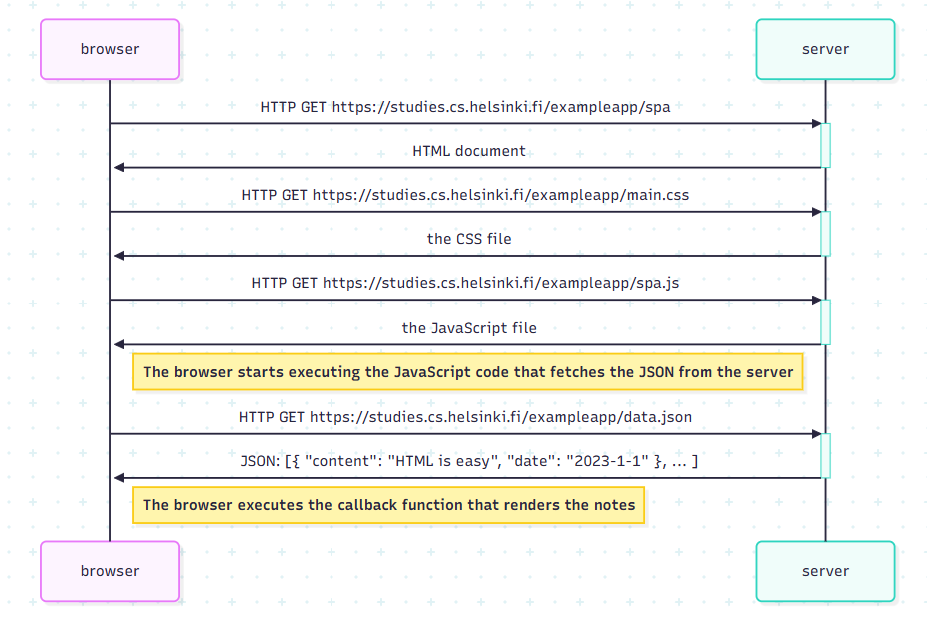 browser
server
HTTP GET https://studies.cs.helsinki.fi/exampleapp/spa
HTML document
HTTP GET https://studies.cs.helsinki.fi/exampleapp/main.css
the CSS file
HTTP GET https://studies.cs.helsinki.fi/exampleapp/spa.js
the JavaScript file
The browser starts executing the JavaScript code that fetches the JSON from the server
HTTP GET https://studies.cs.helsinki.fi/exampleapp/data.json
JSON: [{ "content": "HTML is easy", "date": "2023-1-1" }, ... ]
The browser executes the callback function that renders the notes
browser
server